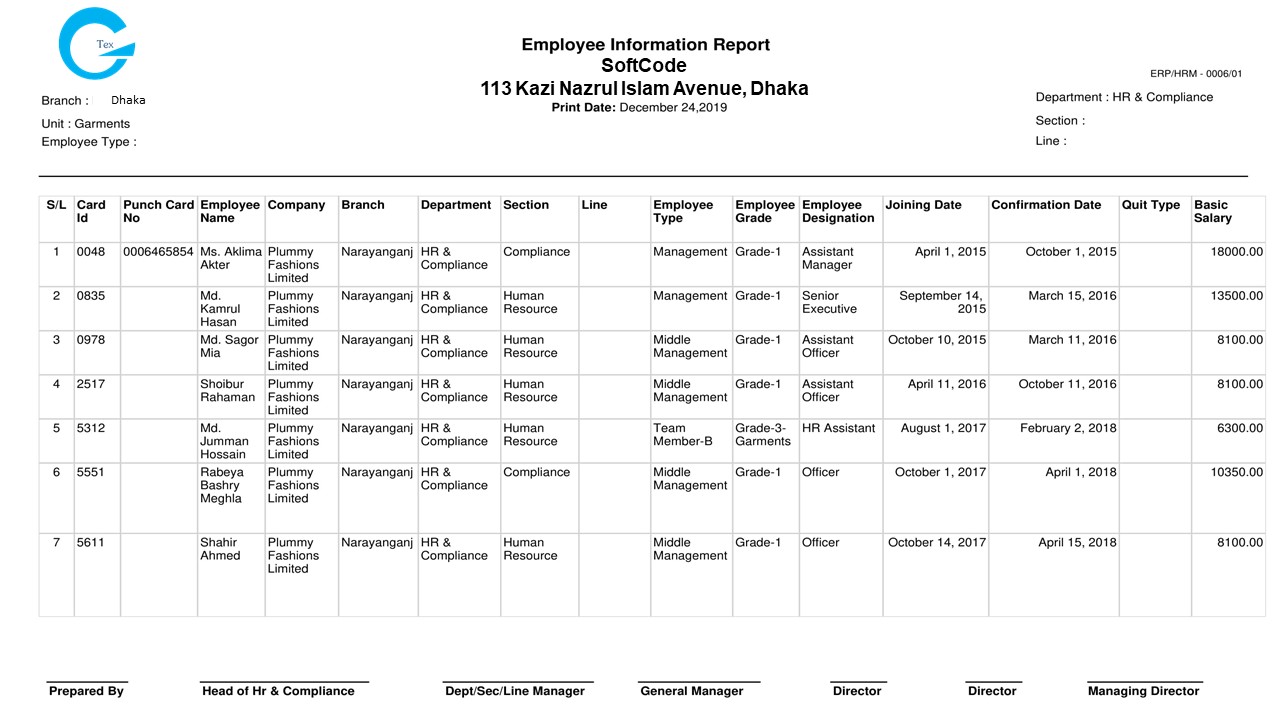 Tex
Employee Information Report
SoftCode
113 Kazi Nazrul Islam Avenue, Dhaka
Print Date: December 24,2019
ERP/HRM - 0006/01
Branch : Dhaka
Unit : Garments
Employee Type :
Department : HR & Compliance
Section :
Line :
S/L Card Id Punch Card No Employee Name Company Branch Department Section Line Employee Type Employee Grade Employee Designation Joining Date Confirmation Date Quit Type Basic Salary
1 0048 0006465854 Ms. Aklima Akter Plummy Fashions Limited Narayanganj HR & Compliance Compliance Management Grade-1 Assistant Manager April 1, 2015 October 1, 2015 18000.00
2 0835 Md. Kamrul Hasan Plummy Fashions Limited Narayanganj HR & Compliance Human Resource Management Grade-1 Senior Executive September 14, 2015 March 15, 2016 13500.00
3 0978 Md. Sagor Mia Plummy Fashions Limited Narayanganj HR & Compliance Human Resource Middle Management Grade-1 Assistant Officer October 10, 2015 March 11, 2016 8100.00
4 2517 Shoibur Rahaman Plummy Fashions Limited Narayanganj HR & Compliance Human Resource Middle Management Grade-1 Assistant Officer April 11, 2016 October 11, 2016 8100.00
5 5312 Md. Jumman Hossain Plummy Fashions Limited Narayanganj HR & Compliance Human Resource Team Member-B Grade-3-Garments HR Assistant August 1, 2017 February 2, 2018 6300.00
6 5551 Rabeya Bashry Meghla Plummy Fashions Limited Narayanganj HR & Compliance Compliance Middle Management Grade-1 Officer October 1, 2017 April 1, 2018 10350.00
7 5611 Shahir Ahmed Plummy Fashions Limited Narayanganj HR & Compliance Human Resource Middle Management Grade-1 Officer October 14, 2017 April 15, 2018 8100.00
Prepared By Head of Hr & Compliance Dept/Sec/Line Manager General Manager Director Director Managing Director